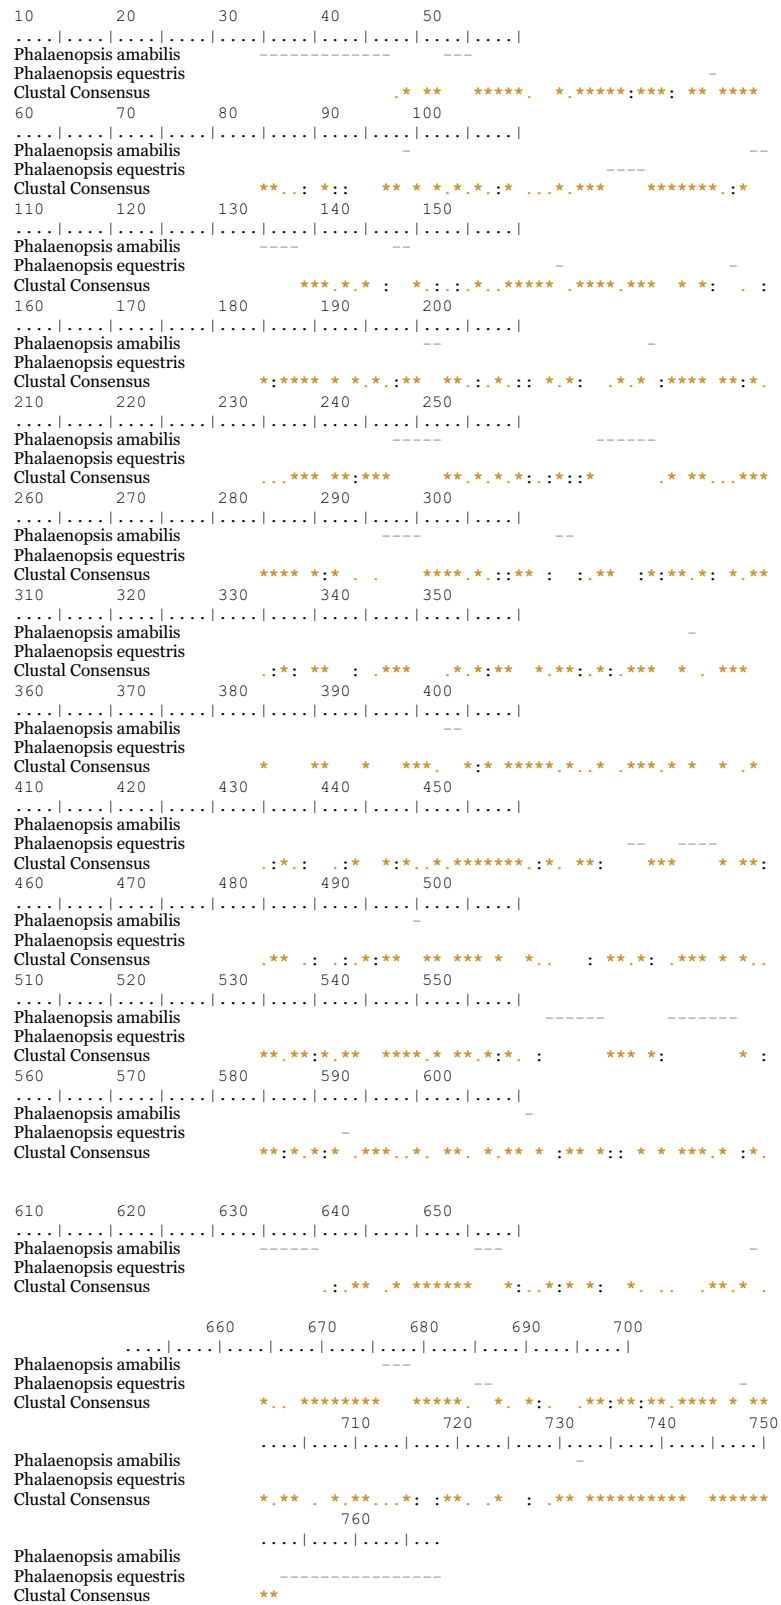 10 20 30 40 50
....|....|....|....|....|....|....|....|....|....|
Phalaenopsis amabilis ------------- ---
Phalaenopsis equestris -
Clustal Consensus .* ** *****. *.*****:***: ** ****
60 70 80 90 100
....|....|....|....|....|....|....|....|....|....|
Phalaenopsis amabilis - --
Phalaenopsis equestris ----
Clustal Consensus **..: *:: ** * *.*.*.:* ...*.*** *******.:*
110 120 130 140 150
....|....|....|....|....|....|....|....|....|....|
Phalaenopsis amabilis ---- --
Phalaenopsis equestris - -
Clustal Consensus ***.*.* : *.:.:.*..***** .****.*** * *: . :
160 170 180 190 200
....|....|....|....|....|....|....|....|....|....|
Phalaenopsis amabilis -- -
Phalaenopsis equestris
Clustal Consensus *:**** * *.*.:** **.:.*.:: *.*: .*.* :**** **:*.
210 220 230 240 250
....|....|....|....|....|....|....|....|....|....|
Phalaenopsis amabilis ----- ------
Phalaenopsis equestris
Clustal Consensus ...*** **:*** **.*.*.*:.:*::* .* **...***
260 270 280 290 300
....|....|....|....|....|....|....|....|....|....|
Phalaenopsis amabilis ---- --
Phalaenopsis equestris
Clustal Consensus **** *:* . . ****.*.::** : :.** :*:**.*: *.**
310 320 330 340 350
....|....|....|....|....|....|....|....|....|....|
Phalaenopsis amabilis -
Phalaenopsis equestris
Clustal Consensus .:*: ** : .*** .*.*:** *.**:.*:.*** * . ***
360 370 380 390 400
....|....|....|....|....|....|....|....|....|....|
Phalaenopsis amabilis --
Phalaenopsis equestris
Clustal Consensus * ** * ***. *:* *****.*..* .***.* * * .*
410 420 430 440 450
....|....|....|....|....|....|....|....|....|....|
Phalaenopsis amabilis
Phalaenopsis equestris -- ----
Clustal Consensus .:*.: .:* *:*..*.*******.:*. **: *** * **:
460 470 480 490 500
....|....|....|....|....|....|....|....|....|....|
Phalaenopsis amabilis -
Phalaenopsis equestris
Clustal Consensus .** .: .:.*:** ** *** * *.. : **.*: .*** * *..
510 520 530 540 550
....|....|....|....|....|....|....|....|....|....|
Phalaenopsis amabilis ------ -------
Phalaenopsis equestris
Clustal Consensus **.**:*.** ****.* **.*:*. : **** *: * :
560 570 580 590 600
....|....|....|....|....|....|....|....|....|....|
Phalaenopsis amabilis -
Phalaenopsis equestris -
Clustal Consensus **:*.*:* .***..*. **. *.** * :** *:: * * ***.* :*.
610 620 630 640 650
....|....|....|....|....|....|....|....|....|....|
Phalaenopsis amabilis ------ --- -
Phalaenopsis equestris
Clustal Consensus .:.** .* ****** *:..*:* *: *. .. .**.* .
660 670 680 690 700
....|....|....|....|....|....|....|....|....|....|
Phalaenopsis amabilis ---
Phalaenopsis equestris -- -
Clustal Consensus *.. ******** *****. *. *: . .**:**:**.**** * **
710 720 730 740 750
....|....|....|....|....|....|....|....|....|....|
Phalaenopsis amabilis -
Phalaenopsis equestris
Clustal Consensus *.** . *.**...*: :**. .* : .** ********** ******
760
....|....|....|...
Phalaenopsis amabilis
Phalaenopsis equestris ----------------
Clustal Consensus **